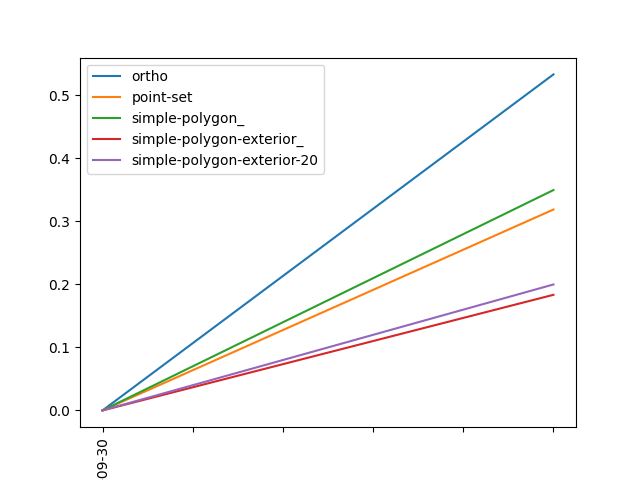 ortho
point-set
simple-polygon_
simple-polygon-exterior_
simple-polygon-exterior-20
0.5
0.4
0.3
0.2
0.1
0.0
09-30